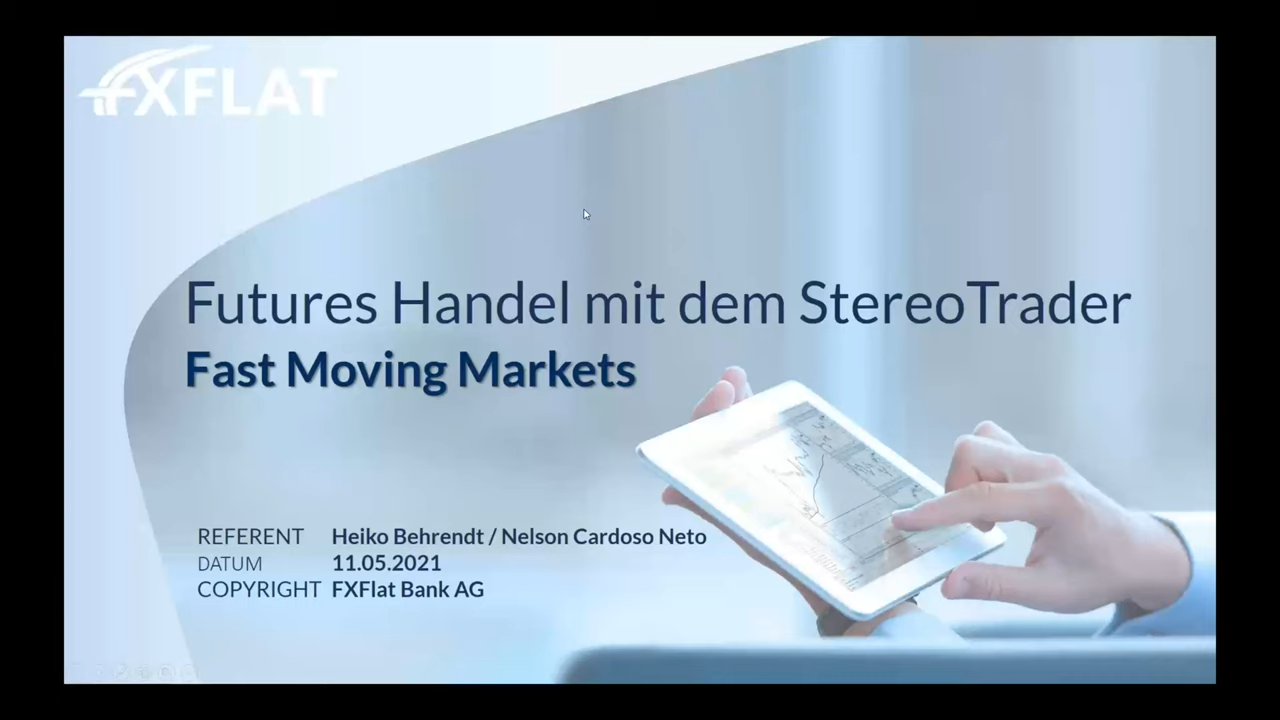 FXFLAT
Futures Handel mit dem StereoTrader
Fast Moving Markets
REFERENT Heiko Behrendt / Nelson Cardoso Neto
DATUM 11.05.2021
COPYRIGHT FXFlat Bank AG